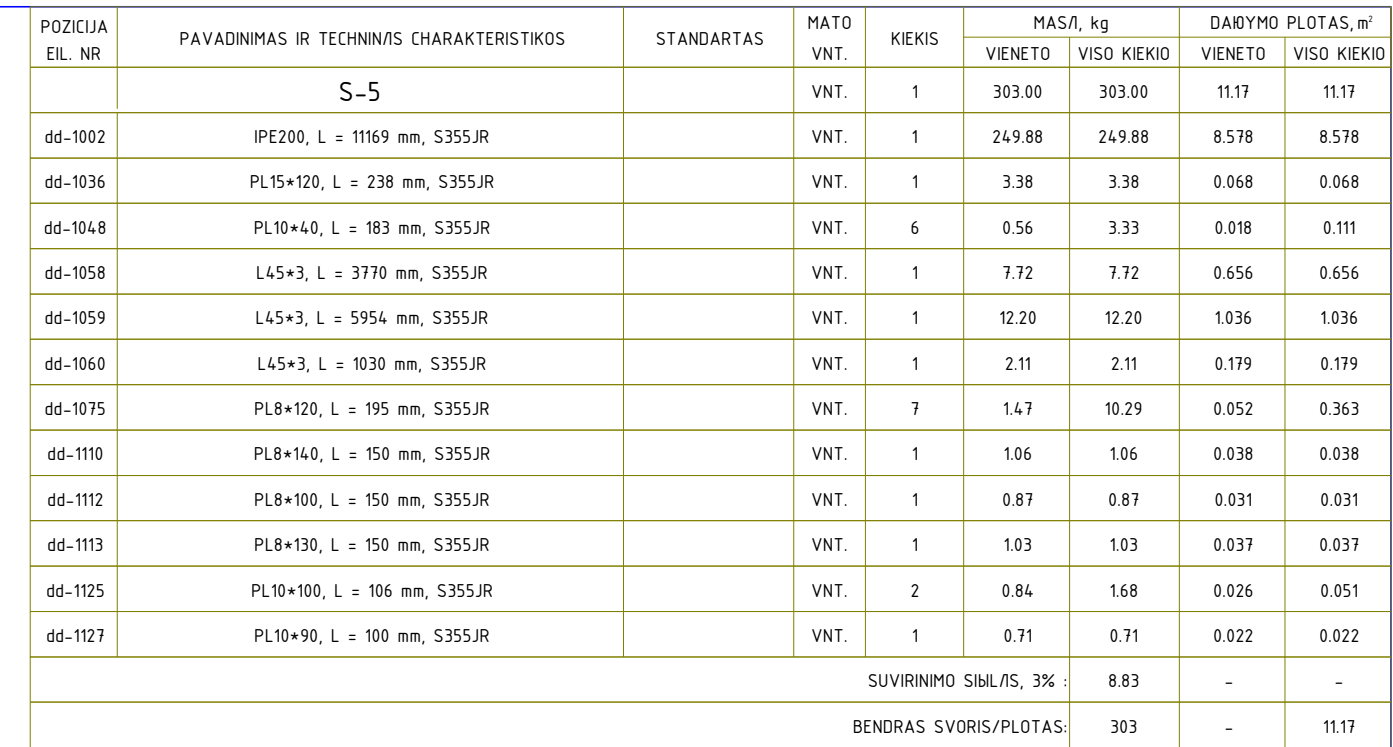 POZICIJA EIL. NR PAVADINIMAS IR TECHNIN/IS CHARAKTERISTIKOS STANDARTAS MATO VNT. KIEKIS MAS/I, kg DAŀOYMO PLOTAS, m²
VIENETO VISO KIEKIO VIENETO VISO KIEKIO
S-5 VNT. 1 303.00 303.00 11.17 11.17
dd-1002 IPE200, L = 11169 mm, S355JR VNT. 1 249.88 249.88 8.578 8.578
dd-1036 PL15*120, L = 238 mm, S355JR VNT. 1 3.38 3.38 0.068 0.068
dd-1048 PL10*40, L = 183 mm, S355JR VNT. 6 0.56 3.33 0.018 0.111
dd-1058 L45*3, L = 3770 mm, S355JR VNT. 1 7.72 7.72 0.656 0.656
dd-1059 L45*3, L = 5954 mm, S355JR VNT. 1 12.20 12.20 1.036 1.036
dd-1060 L45*3, L = 1030 mm, S355JR VNT. 1 2.11 2.11 0.179 0.179
dd-1075 PL8*120, L = 195 mm, S355JR VNT. 7 1.47 10.29 0.052 0.363
dd-1110 PL8*140, L = 150 mm, S355JR VNT. 1 1.06 1.06 0.038 0.038
dd-1112 PL8*100, L = 150 mm, S355JR VNT. 1 0.87 0.87 0.031 0.031
dd-1113 PL8*130, L = 150 mm, S355JR VNT. 1 1.03 1.03 0.037 0.037
dd-1125 PL10*100, L = 106 mm, S355JR VNT. 2 0.84 1.68 0.026 0.051
dd-1127 PL10*90, L = 100 mm, S355JR VNT. 1 0.71 0.71 0.022 0.022
SUVIRINIMO SIЫL/IS, 3% : 8.83 - -
BENDRAS SVORIS/PLOTAS: 303 - 11.17